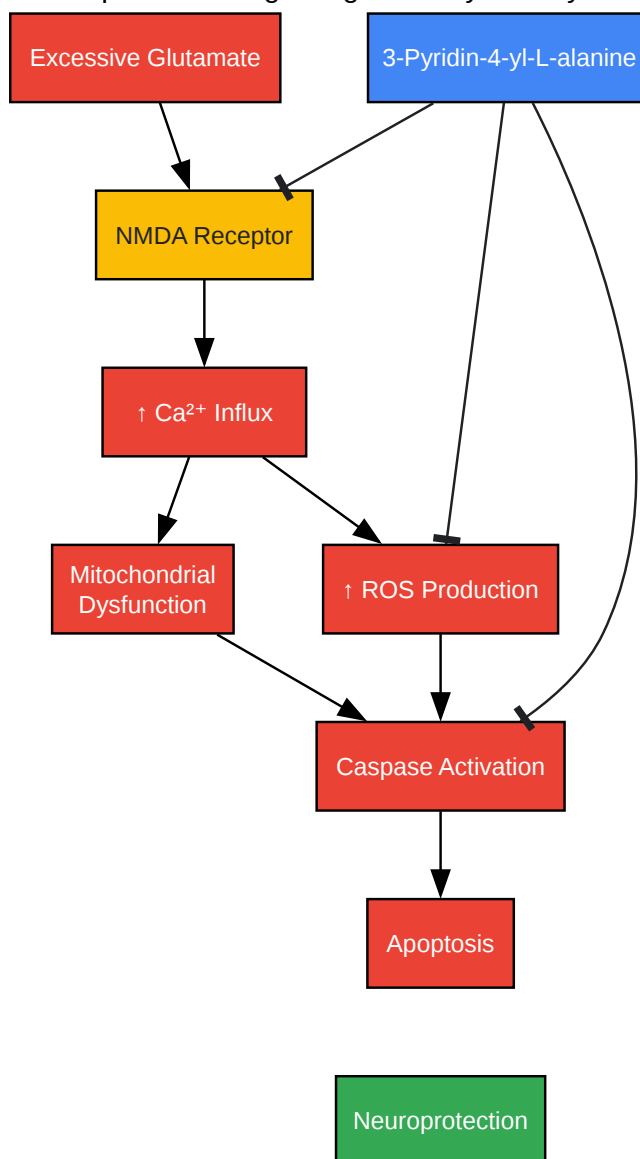 Excessive Glutamate
3-Pyridin-4-yl-L-alanine
NMDA Receptor
↑ Ca²⁺ Influx
Mitochondrial
Dysfunction
↑ ROS Production
Caspase Activation
Apoptosis
Neuroprotection